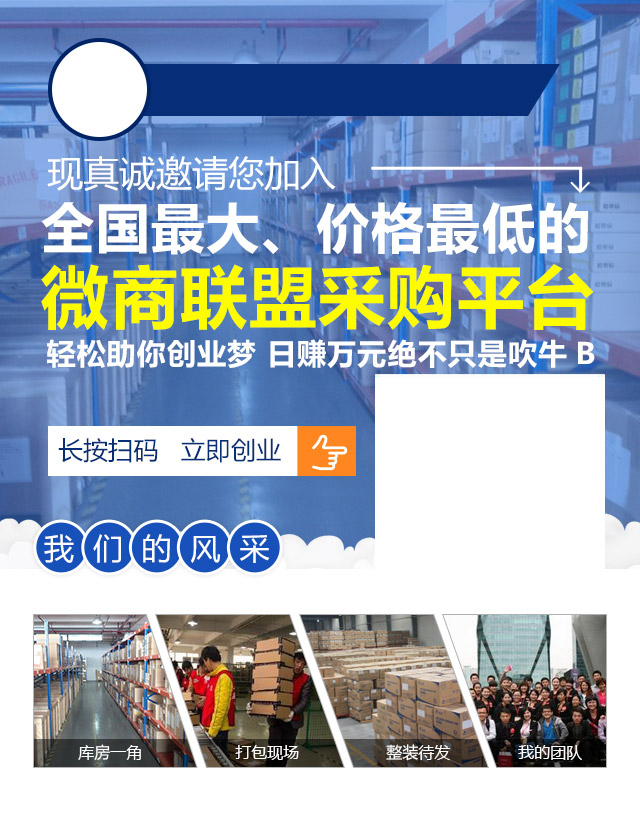 现真诚邀请您加入
全国最大、价格最低的
微商联盟采购平台
轻松助你创业梦 日赚万元绝不只是吹牛 B
长按扫码 立即创业
我们的风采
库房一角
打包现场
整装待发
我的团队